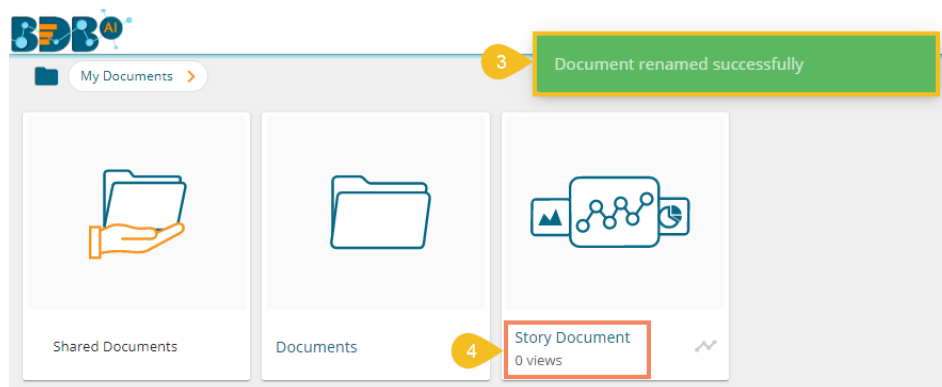 BDB AI
3 Document renamed successfully
My Documents >
Shared Documents
Documents
4 Story Document
0 views